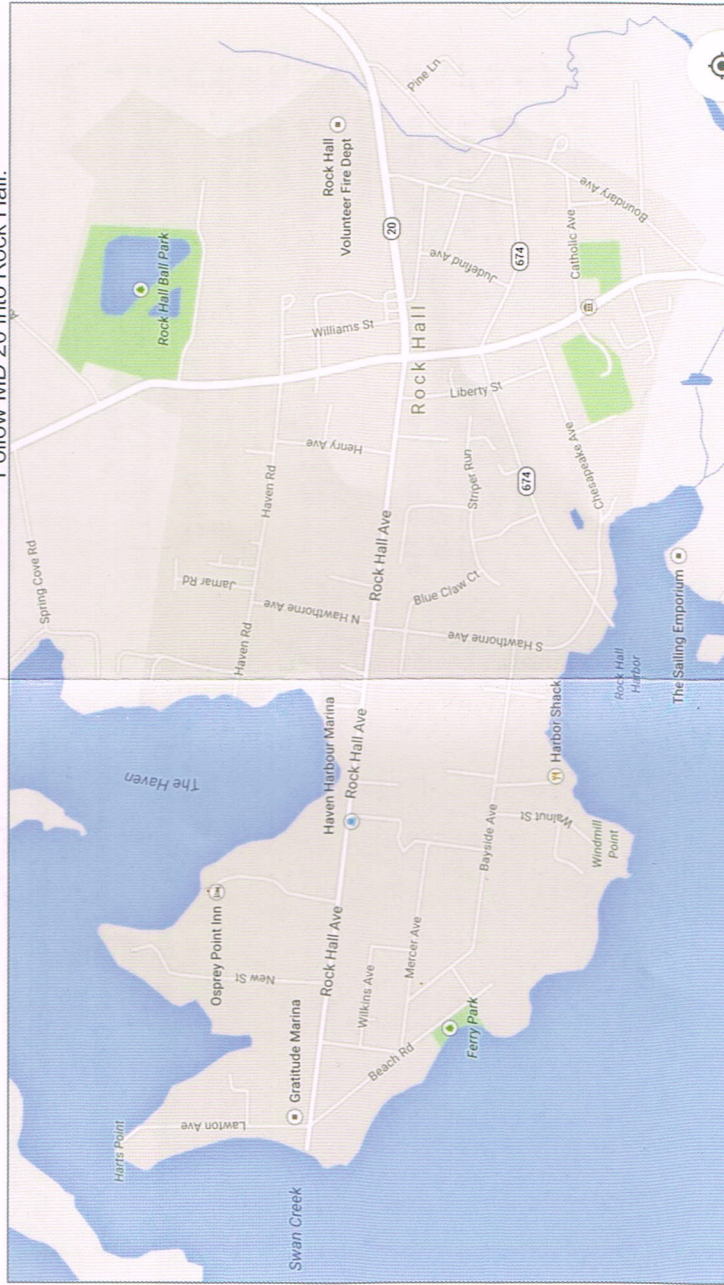 Follow MD 20 into Rock Hall.
Spring Cove Rd
Rock Hall Ball Park
Pine Ln
Rock Hall
Volunteer Fire Dept
20
Williams St
Judefind Ave
674
Catholic Ave
Boundary Ave
Rock Hall
Liberty St
Henry Ave
Haven Rd
Jamar Rd
Haven Rd
N Hawthorne Ave
Rock Hall Ave
Striper Run
674
Chesapeake Ave
Blue Claw Ct
S Hawthorne Ave
The Sailing Emporium
Rock Hall
Harbor
Harbor Shack
The Haven
Haven Harbour Marina
Rock Hall Ave
Walnut St
Windmill
Point
Bayside Ave
Osprey Point Inn
New St
Rock Hall Ave
Mercer Ave
Wilkins Ave
Ferry Park
Beach Rd
Gratitude Marina
Lawton Ave
Harts Point
Swan Creek